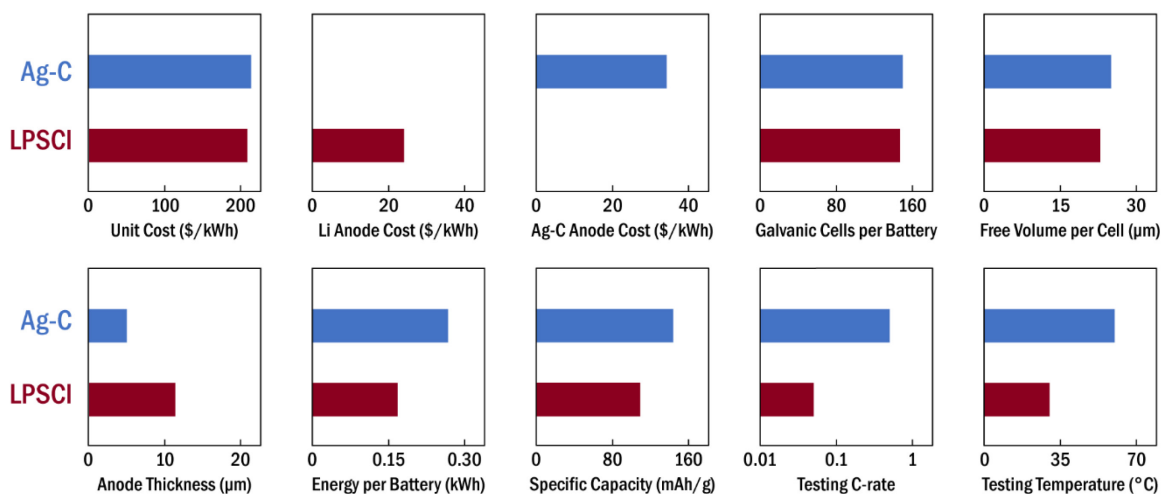 Ag-C
LPSCI
0 100 200
Unit Cost ($/kWh)
0 20 40
Li Anode Cost ($/kWh)
0 20 40
Ag-C Anode Cost ($/kWh)
0 80 160
Galvanic Cells per Battery
0 15 30
Free Volume per Cell (μm)
Ag-C
LPSCI
0 10 20
Anode Thickness (μm)
0 0.15 0.30
Energy per Battery (kWh)
0 80 160
Specific Capacity (mAh/g)
0.01 0.1 1
Testing C-rate
0 35 70
Testing Temperature (°C)